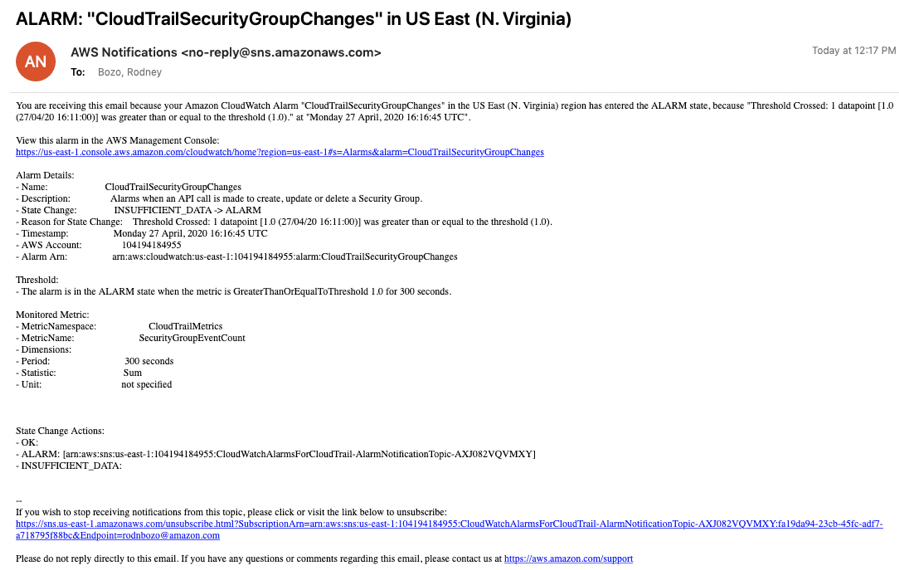 ALARM: "CloudTrailSecurityGroupChanges" in US East (N. Virginia)
AN
AWS Notifications <no-reply@sns.amazonaws.com>
Today at 12:17 PM
To: Bozo, Rodney
You are receiving this email because your Amazon CloudWatch Alarm "CloudTrailSecurityGroupChanges" in the US East (N. Virginia) region has entered the ALARM state, because "Threshold Crossed: 1 datapoint [1.0
(27/04/20 16:11:00)] was greater than or equal to the threshold (1.0)." at "Monday 27 April, 2020 16:16:45 UTC".
View this alarm in the AWS Management Console:
https://us-east-1.console.aws.amazon.com/cloudwatch/home?region=us-east-1#s=Alarms&alarm=CloudTrailSecurityGroupChanges
Alarm Details:
- Name: CloudTrailSecurityGroupChanges
- Description: Alarms when an API call is made to create, update or delete a Security Group.
- State Change: INSUFFICIENT_DATA -> ALARM
- Reason for State Change: Threshold Crossed: 1 datapoint [1.0 (27/04/20 16:11:00)] was greater than or equal to the threshold (1.0).
- Timestamp: Monday 27 April, 2020 16:16:45 UTC
- AWS Account: 104194184955
- Alarm Arn: arn:aws:cloudwatch:us-east-1:104194184955:alarm:CloudTrailSecurityGroupChanges
Threshold:
- The alarm is in the ALARM state when the metric is GreaterThanOrEqualToThreshold 1.0 for 300 seconds.
Monitored Metric:
- MetricNamespace: CloudTrailMetrics
- MetricName: SecurityGroupEventCount
- Dimensions:
- Period: 300 seconds
- Statistic: Sum
- Unit: not specified
State Change Actions:
- OK:
- ALARM: [arn:aws:sns:us-east-1:104194184955:CloudWatchAlarmsForCloudTrail-AlarmNotificationTopic-AXJ082VQVMXY]
- INSUFFICIENT_DATA:
--
If you wish to stop receiving notifications from this topic, please click or visit the link below to unsubscribe:
https://sns.us-east-1.amazonaws.com/unsubscribe.html?SubscriptionArn=arn:aws:sns:us-east-1:104194184955:CloudWatchAlarmsForCloudTrail-AlarmNotificationTopic-AXJ082VQVMXY:fa19da94-23cb-45fc-adf7-
a718795f88bc&Endpoint=rodnbozo@amazon.com
Please do not reply directly to this email. If you have any questions or comments regarding this email, please contact us at https://aws.amazon.com/support